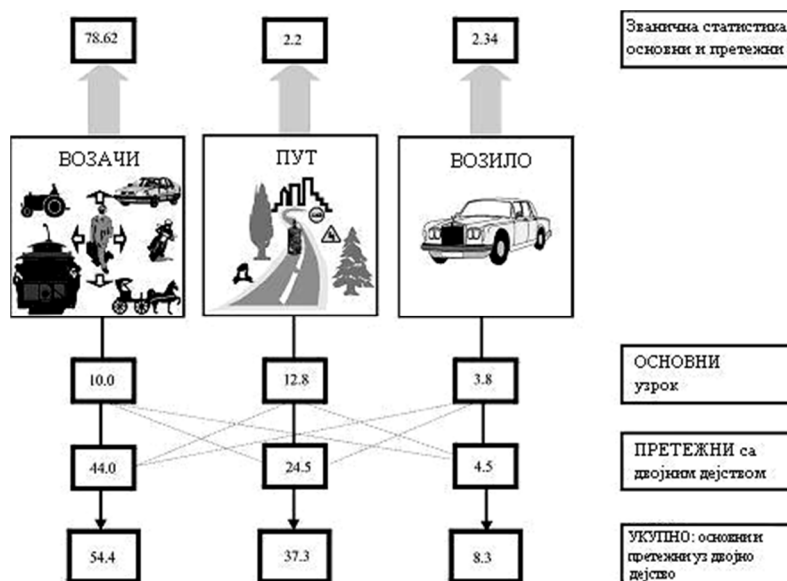 78.62
2.2
2.34
Званична статистика
основни и претежни
ВОЗАЧИ
ПУТ
ВОЗИЛО
10.0
12.8
3.8
ОСНОВНИ
узрок
44.0
24.5
4.5
ПРЕТЕЖНИ са
двојним дејством
54.4
37.3
8.3
УКУПНО: основни и
претежни уз двојно
дејство